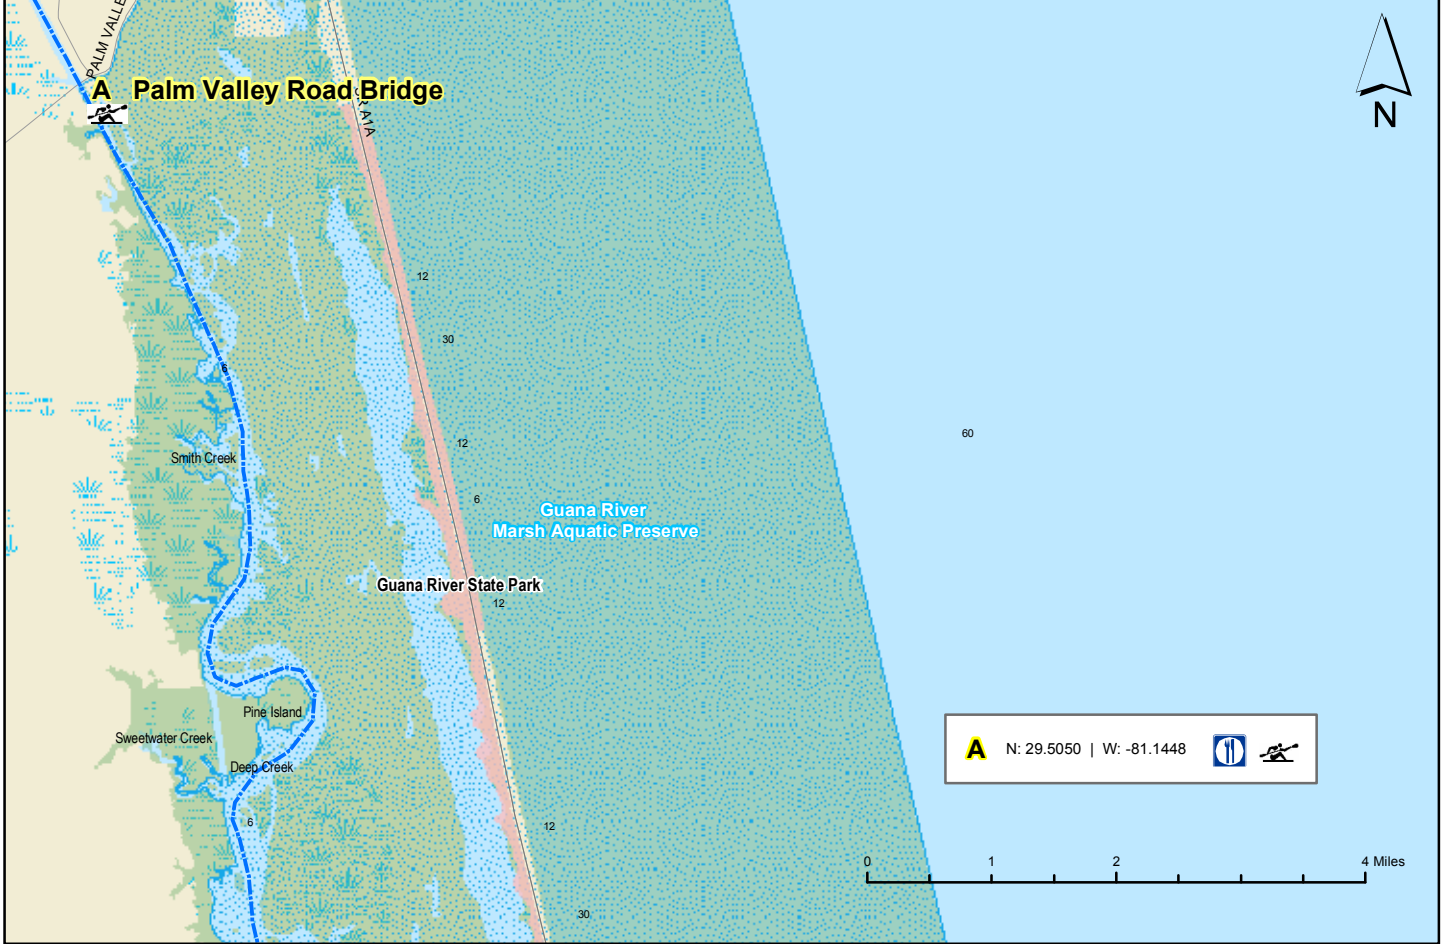 PALM VALLE
A Palm Valley Road Bridge
A1A
N
12
30
6
60
12
Smith Creek
6
Guana River
Marsh Aquatic Preserve
Guana River State Park
12
Pine Island
Sweetwater Creek
Deep Creek
A N: 29.5050 | W: -81.1448
6
12
0 1 2 4 Miles
30